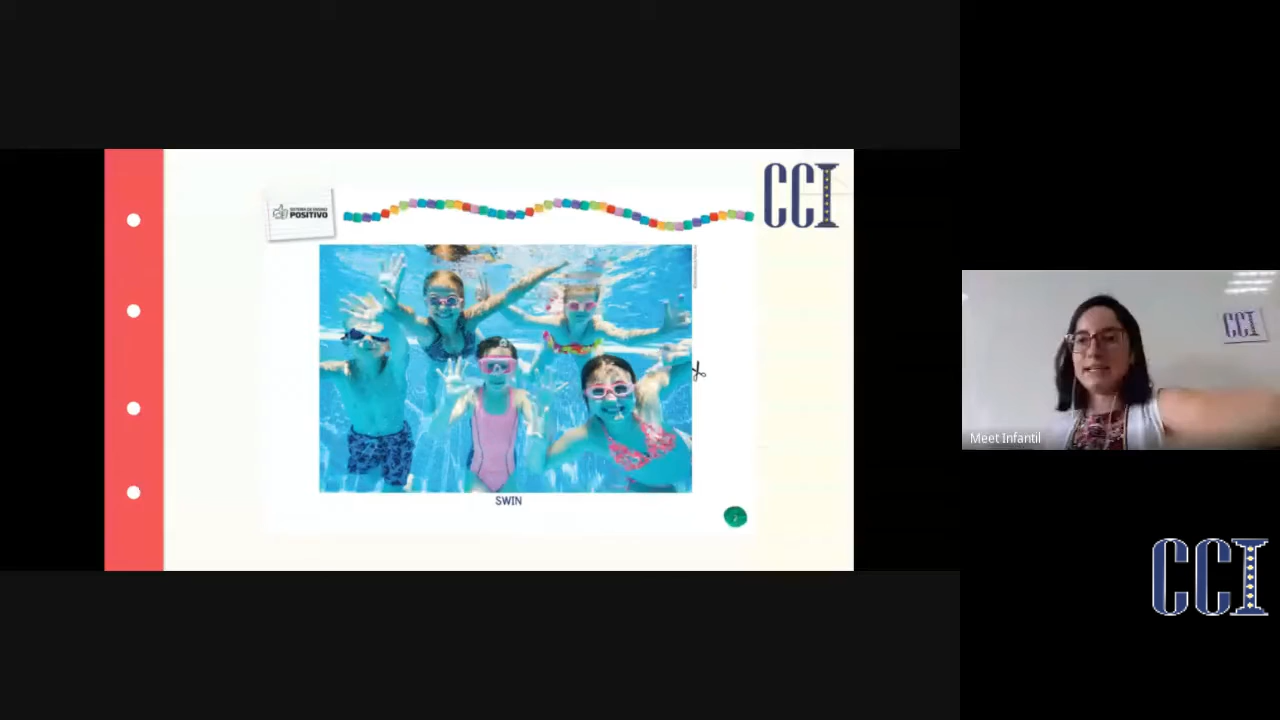 SISTEMA DE ENSINO
POSITIVO
CCI
SWIN
CCI
Meet Infantil
CCI